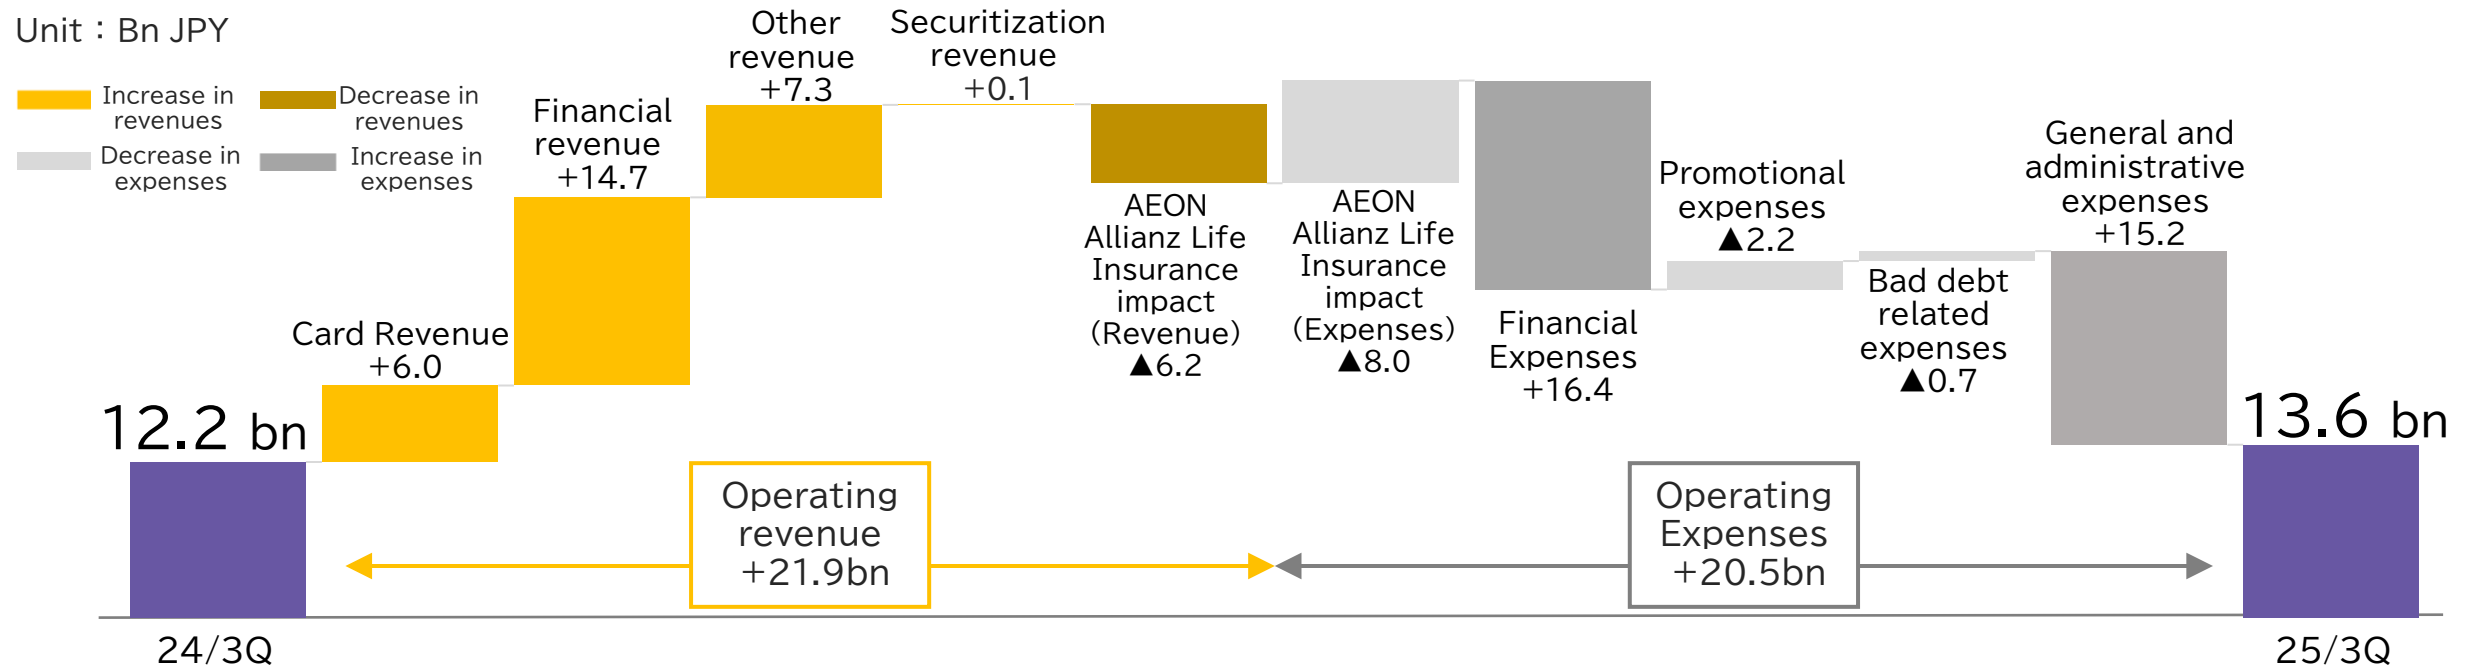 Unit：Bn JPY
Increase in
revenues
Decrease in
revenues
Decrease in
expenses
Increase in
expenses
12.2 bn
Card Revenue
+6.0
Financial
revenue
+14.7
Other
revenue
+7.3
Securitization
revenue
+0.1
AEON
Allianz Life
Insurance
impact
(Revenue)
▲6.2
AEON
Allianz Life
Insurance
impact
(Expenses)
▲8.0
Financial
Expenses
+16.4
Promotional
expenses
▲2.2
Bad debt
related
expenses
▲0.7
General and
administrative
expenses
+15.2
13.6 bn
Operating
revenue
+21.9bn
Operating
Expenses
+20.5bn
24/3Q
25/3Q